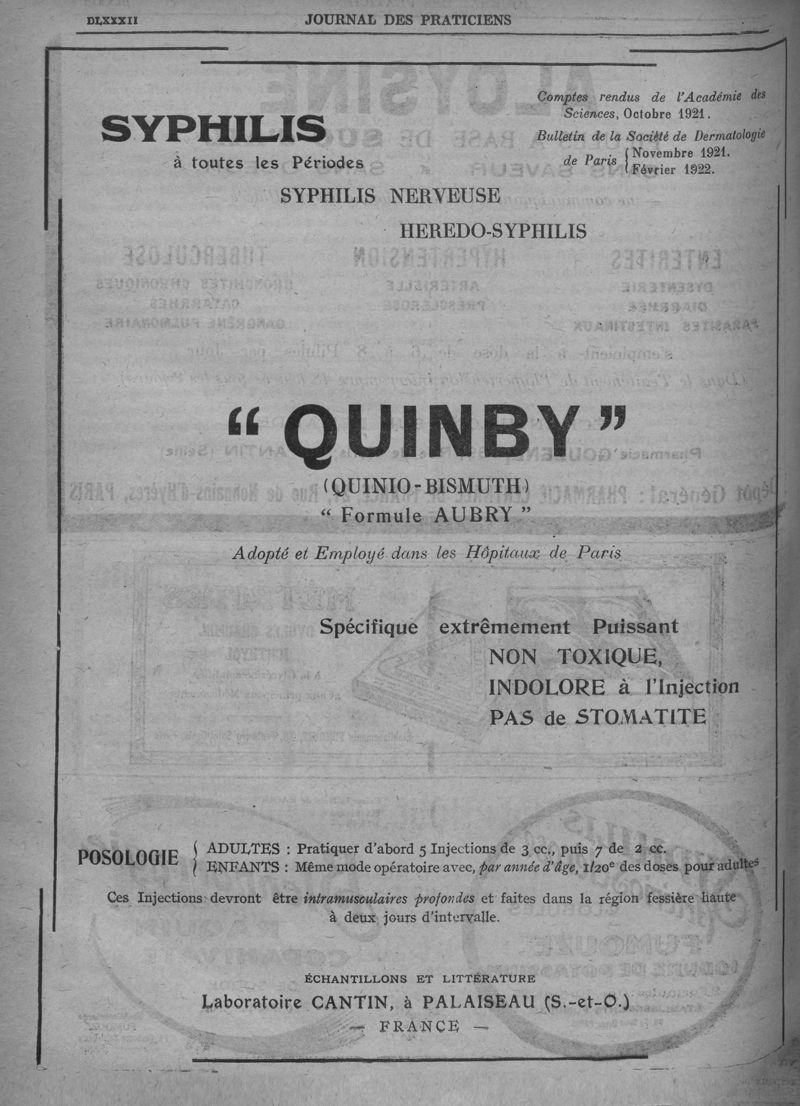 DLXXXII
JOURNAL DES PRATICIENS
SYPHILIS
à toutes les Périodes
Comptes rendus de l'Académie des
Sciences, Octobre 1921.
Bulletin de la Société de Dermatologie
de Paris { Novembre 1921.
Février 1922.
SYPHILIS NERVEUSE
HEREDO-SYPHILIS
“ QUINBY ”
(QUINIO-BISMUTH)
“ Formule AUBRY ”
Adopté et Employé dans les Hôpitaux de Paris
Spécifique extrêmement Puissant
NON TOXIQUE,
INDOLORE à l'Injection
PAS de STOMATITE
POSOLOGIE
ADULTES : Pratiquer d'abord 5 Injections de 3 cc., puis 7 de 2 cc.
ENFANTS : Même mode opératoire avec, par année d'âge, 1/20e des doses pour adultes
Ces Injections devront être intramusculaires profondes et faites dans la région fessière haute
à deux jours d'intervalle.
ÉCHANTILLONS ET LITTÉRATURE
Laboratoire CANTIN, à PALAISEAU (S.-et-O.)
— FRANCE —